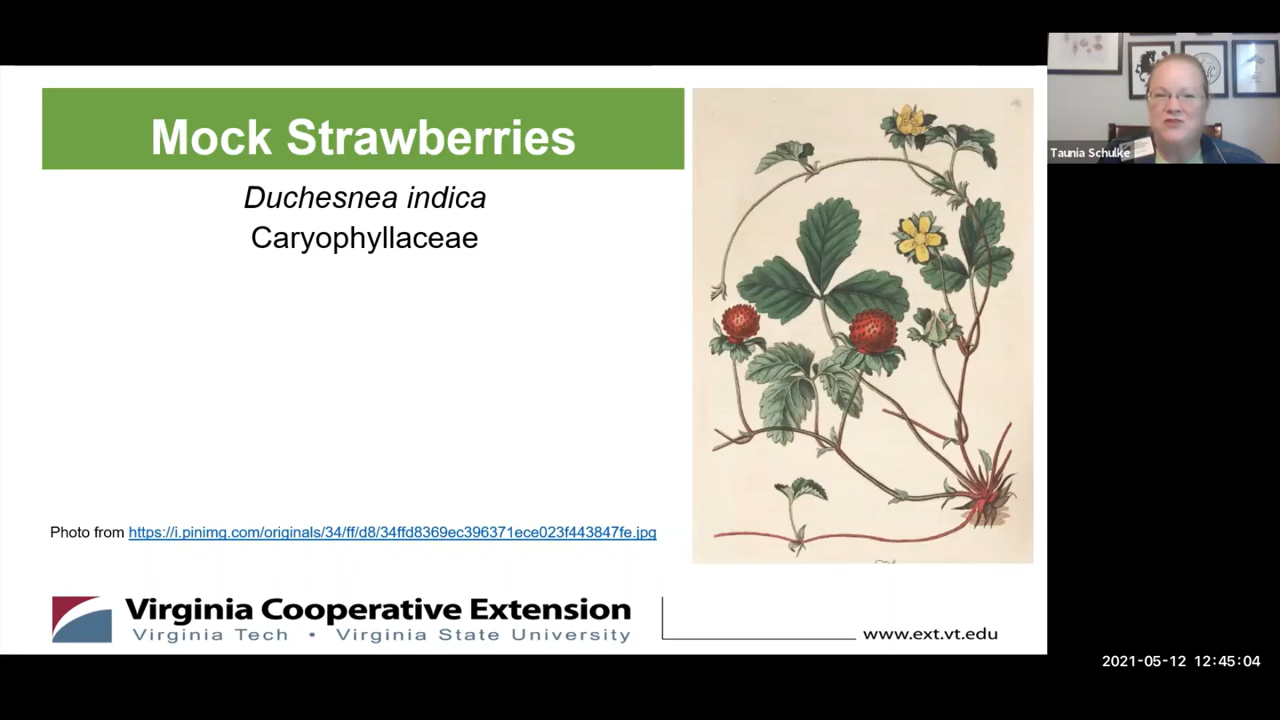 Mock Strawberries
Duchesnea indica
Caryophyllaceae
Photo from https://i.pinimg.com/originals/34/ff/d8/34ffd8369ec396371ece023f443847fe.jpg
Virginia Cooperative Extension
Virginia Tech • Virginia State University
www.ext.vt.edu
Taunia Schulke
2021-05-12 12:45:04